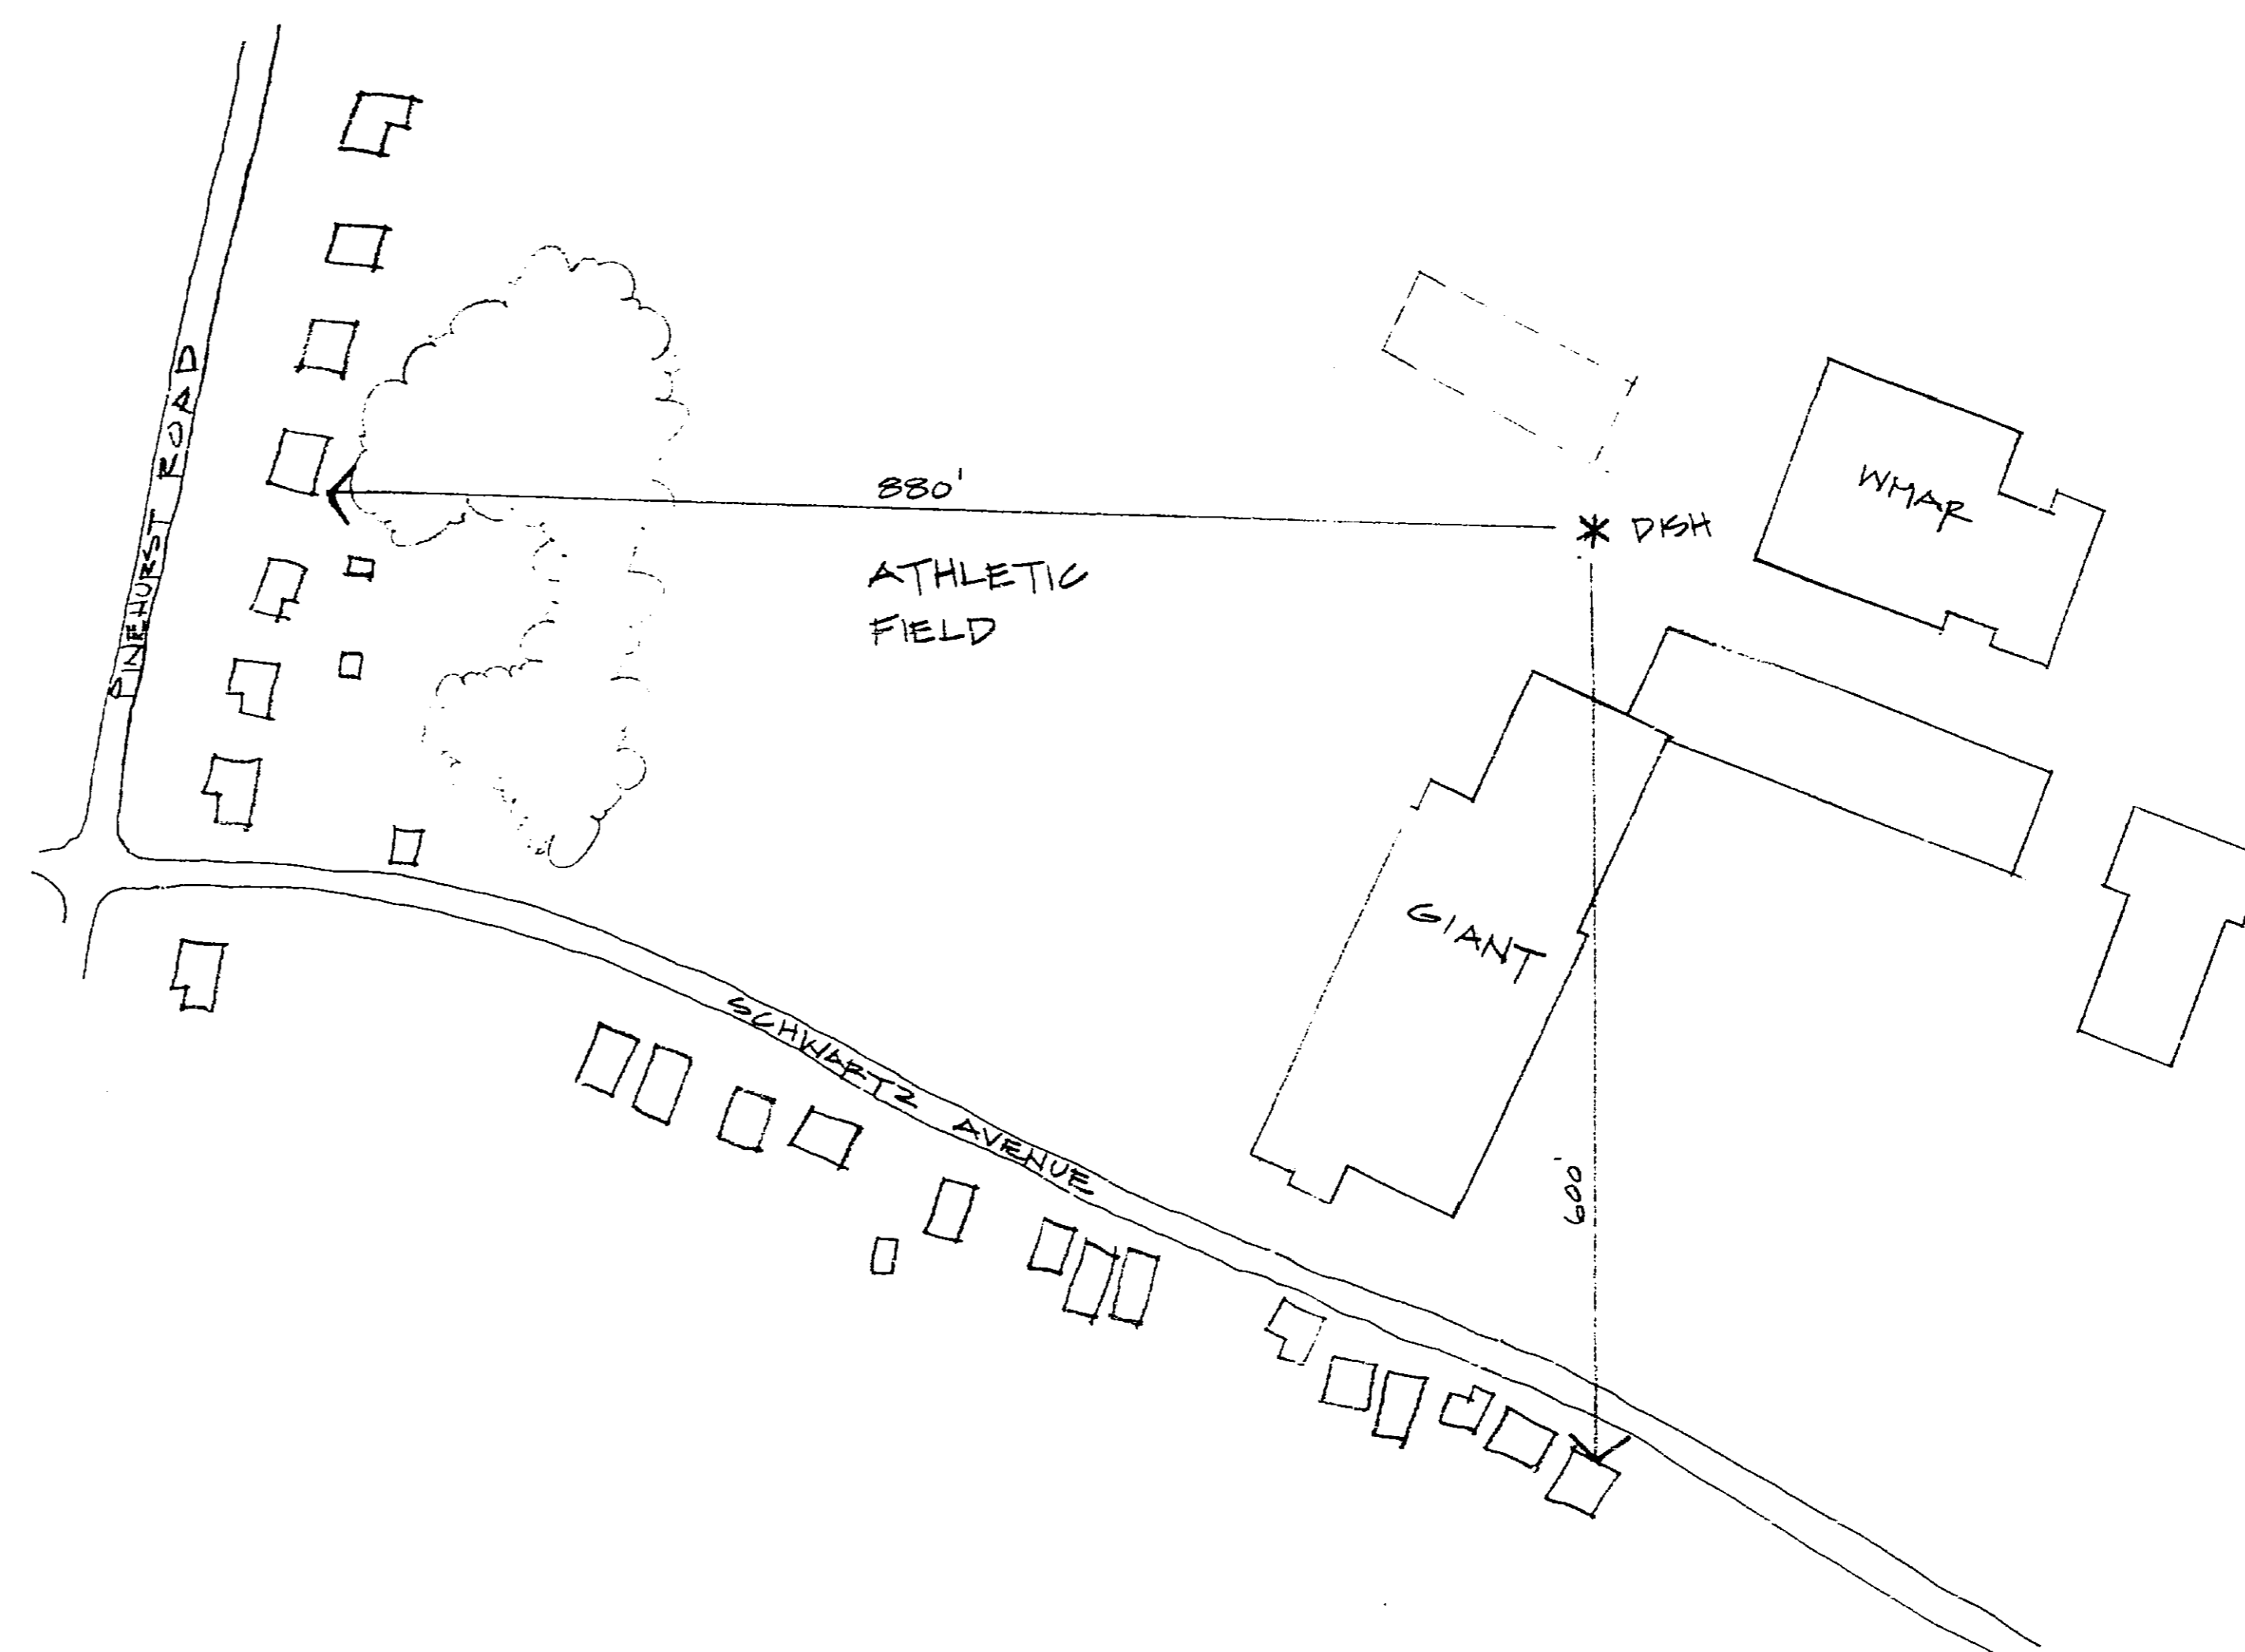 PINEHURST ROAD
880'
DISH
WMAR
ATHLETIC
FIELD
GIANT
SCHWARTZ AVENUE
600'